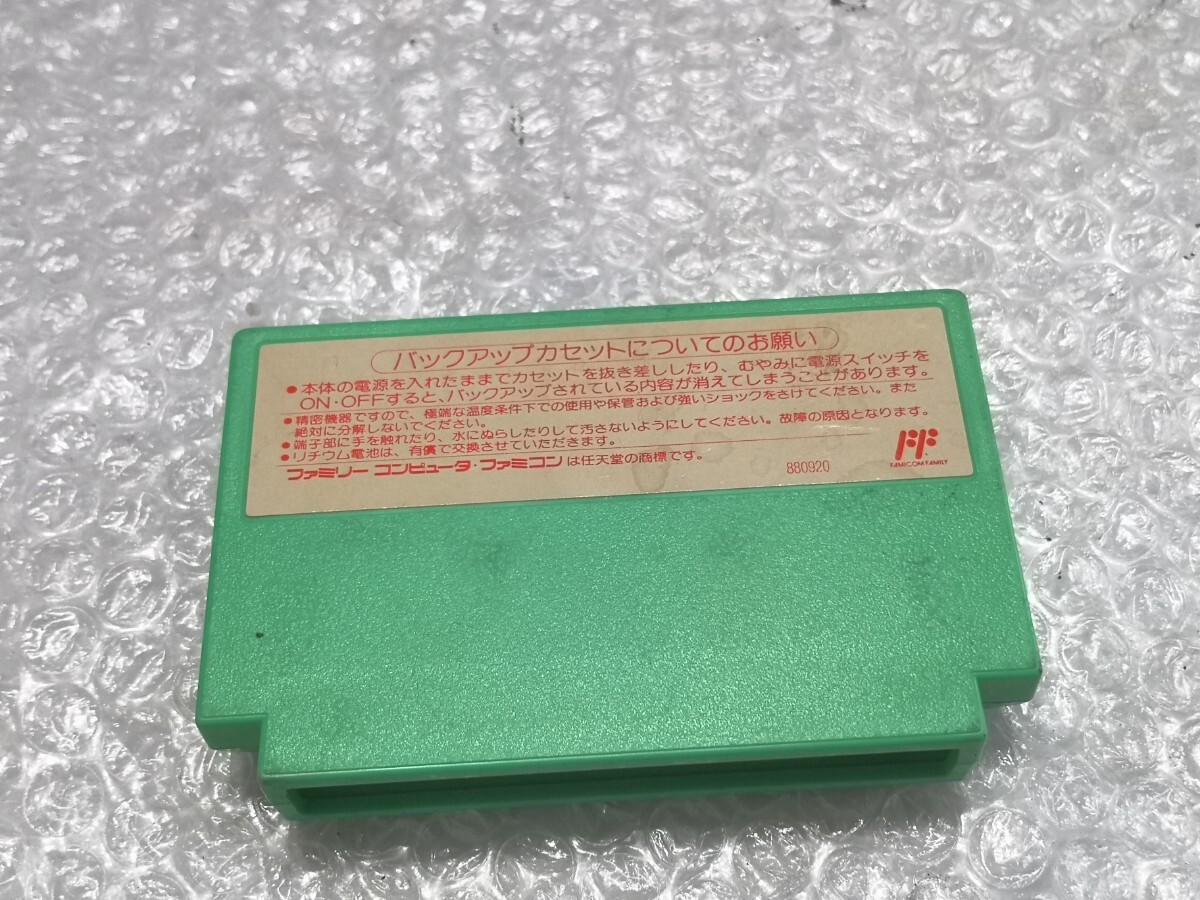 バックアップカセットについてのお願い
●本体の電源を入れたままでカセットを抜き差ししたり、むやみに電源スイッチを
ON・OFFすると、バックアップされている内容が消えてしまうことがあります。
●精密機器ですので、極端な温度条件下での使用や保管および強いショックをさけてください。また
絶対に分解しないでください。
●端子部に手を触れたり、水にぬらしたりして汚さないようにしてください。故障の原因となります。
●リチウム電池は、有償で交換させていただきます。
ファミリーコンピュータ・ファミコンは任天堂の商標です。
880920
FF
FAMICOM FAMILY